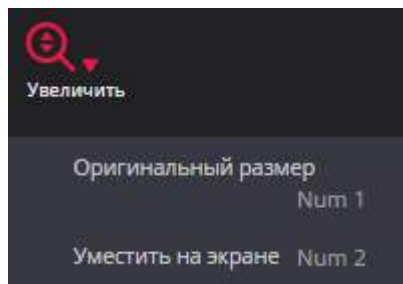 Увеличить
Оригинальный размер
Num 1
Уместить на экране Num 2